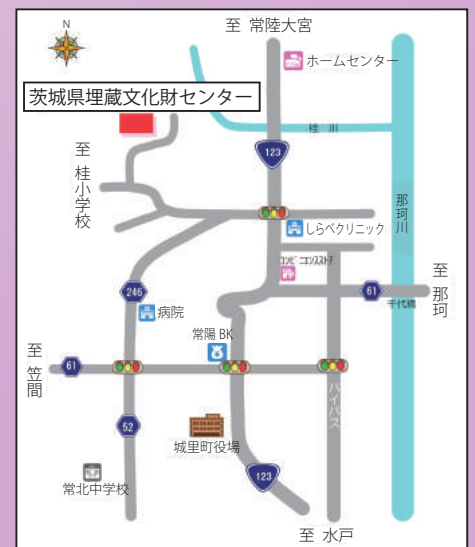 N
至 常陸大宮
ホームセンター
茨城県埋蔵文化財センター
桂 川
123
至 桂小学校
那珂川
しらべクリニック
コンビニエンスストア
至 那珂
246
61
病院
千代橋
常陽 BK
至 笠間
61
バイパス
52
城里町役場
123
常北中学校
至 水戸